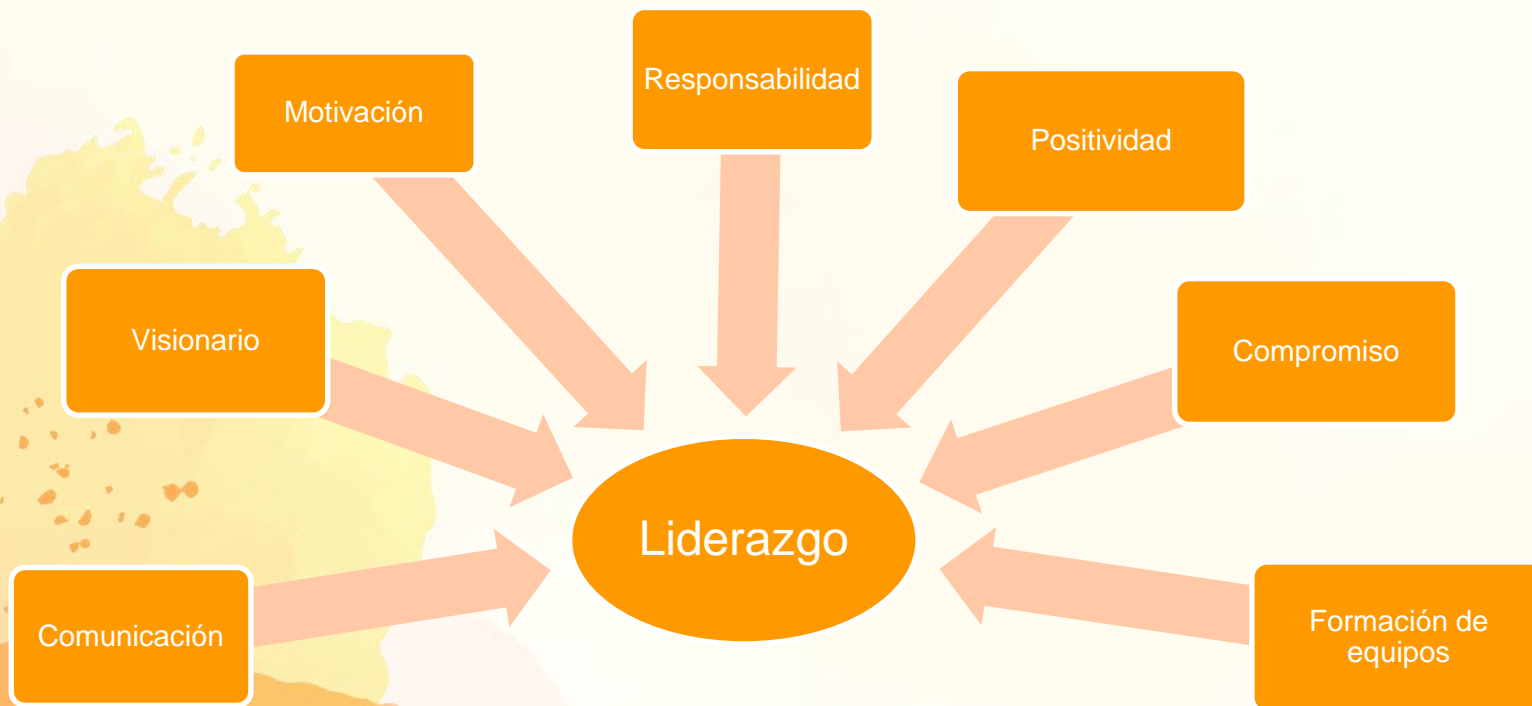 Responsabilidad
Motivación
Positividad
Visionario
Compromiso
Liderazgo
Comunicación
Formación de
equipos